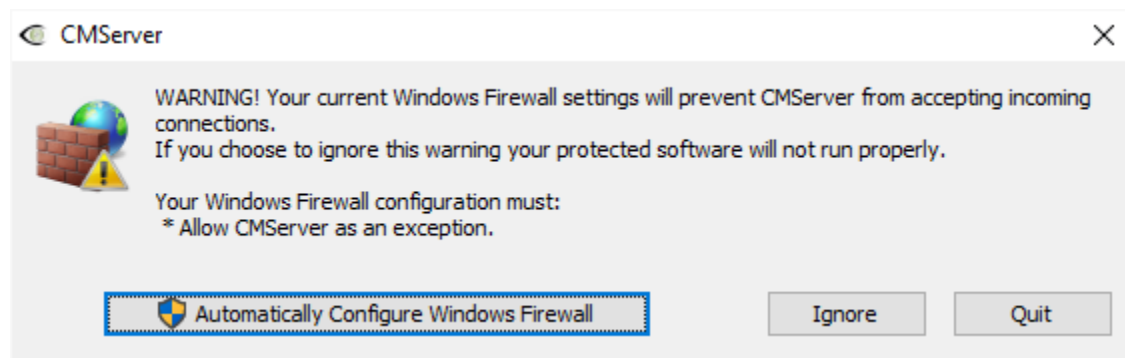 CMServer
WARNING! Your current Windows Firewall settings will prevent CMServer from accepting incoming
connections.
If you choose to ignore this warning your protected software will not run properly.
Your Windows Firewall configuration must:
* Allow CMServer as an exception.
Automatically Configure Windows Firewall
Ignore
Quit